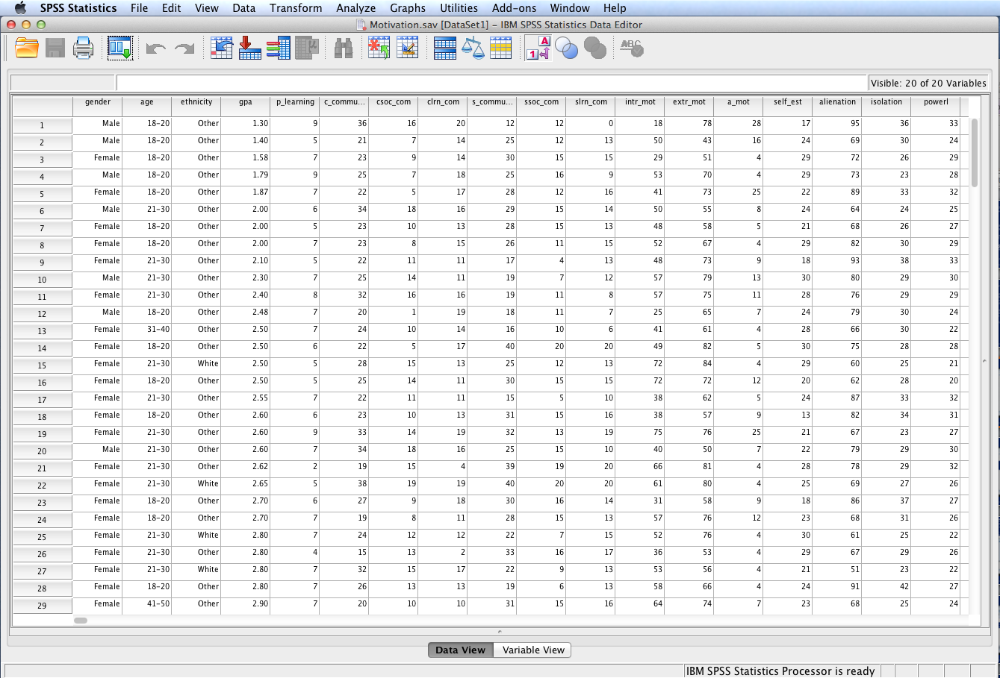 SPSS Statistics File Edit View Data Transform Analyze Graphs Utilities Add-ons Window Help
Motivation.sav [DataSet1] – IBM SPSS Statistics Data Editor
Visible: 20 of 20 Variables
gender age ethnicity gpa p_learning c_commu... csoc_com clrn_com s_commu... ssoc_com slrn_com intr_mot extr_mot a_mot self_est alienation isolation powerl
1 Male 18-20 Other 1.30 9 36 16 20 12 12 0 18 78 28 17 95 36 33
2 Male 18-20 Other 1.40 5 21 7 14 25 12 13 50 43 16 24 69 30 24
3 Female 18-20 Other 1.58 7 23 9 14 30 15 15 29 51 4 29 72 26 29
4 Male 18-20 Other 1.79 9 25 7 18 25 16 9 53 70 4 29 73 23 28
5 Female 18-20 Other 1.87 7 22 5 17 28 12 16 41 73 25 22 89 33 32
6 Male 21-30 Other 2.00 6 34 18 16 29 15 14 50 55 8 24 64 24 25
7 Female 18-20 Other 2.00 5 23 10 13 28 15 13 48 58 5 21 68 26 27
8 Female 18-20 Other 2.00 7 23 8 15 26 11 15 52 67 4 29 82 30 29
9 Female 21-30 Other 2.10 5 22 11 11 17 4 13 48 73 9 18 93 38 33
10 Male 21-30 Other 2.30 7 25 14 11 19 7 12 57 79 13 30 80 29 30
11 Female 21-30 Other 2.40 8 32 16 16 19 11 8 57 75 11 28 76 29 29
12 Male 18-20 Other 2.48 7 20 1 19 18 11 7 25 65 7 24 79 30 24
13 Female 31-40 Other 2.50 7 24 10 14 16 10 6 41 61 4 28 66 30 22
14 Female 18-20 Other 2.50 6 22 5 17 40 20 20 49 82 5 30 75 28 28
15 Female 21-30 White 2.50 5 28 15 13 25 12 13 72 84 4 29 60 25 21
16 Female 18-20 Other 2.50 5 25 14 11 30 15 15 72 72 12 20 62 28 20
17 Female 21-30 Other 2.55 7 22 11 11 15 5 10 38 62 5 24 87 33 32
18 Female 18-20 Other 2.60 6 23 10 13 31 15 16 38 57 9 13 82 34 31
19 Female 21-30 Other 2.60 9 33 14 19 32 13 19 75 76 25 21 67 23 27
20 Male 21-30 Other 2.60 7 34 18 16 25 15 10 40 50 7 22 79 29 30
21 Female 21-30 Other 2.62 2 19 15 4 39 19 20 66 81 4 28 78 29 32
22 Female 21-30 White 2.65 5 38 19 19 40 20 20 61 80 4 25 69 27 26
23 Female 18-20 Other 2.70 6 27 9 18 30 16 14 31 58 9 18 86 37 27
24 Female 18-20 Other 2.70 7 19 8 11 28 15 13 57 76 12 23 68 31 26
25 Female 21-30 White 2.80 7 24 12 12 22 7 15 52 76 4 30 61 25 22
26 Female 21-30 Other 2.80 4 15 13 2 33 16 17 36 53 4 29 67 29 26
27 Female 21-30 White 2.80 7 32 15 17 22 9 13 53 56 4 21 51 23 22
28 Female 18-20 Other 2.80 7 26 13 13 19 6 13 58 66 4 24 91 42 27
29 Female 41-50 Other 2.90 7 20 10 10 31 15 16 64 74 7 23 68 25 24
Data View Variable View
IBM SPSS Statistics Processor is ready